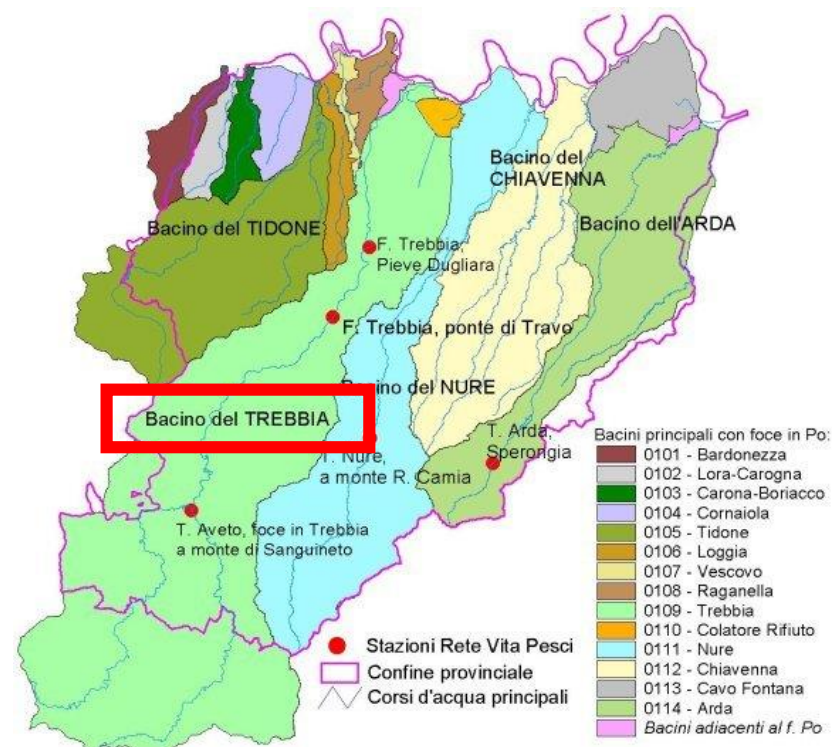 Bacino del
CHIAVENNA
Bacino del TIDONE
Bacino dell'ARDA
F. Trebbia,
Pieve Dugliara
F. Trebbia, ponte di Travo
Bacino del NURE
Bacino del TREBBIA
T. Nure,
a monte R. Camia
T. Arda,
Sperongia
T. Aveto, foce in Trebbia
a monte di Sanguineto
Stazioni Rete Vita Pesci
Confine provinciale
Corsi d'acqua principali
Bacini principali con foce in Po:
0101 - Bardonezza
0102 - Lora-Carogna
0103 - Carona-Boriacco
0104 - Cornaiola
0105 - Tidone
0106 - Loggia
0107 - Vescovo
0108 - Raganella
0109 - Trebbia
0110 - Colatore Rifiuto
0111 - Nure
0112 - Chiavenna
0113 - Cavo Fontana
0114 - Arda
Bacini adiacenti al f. Po